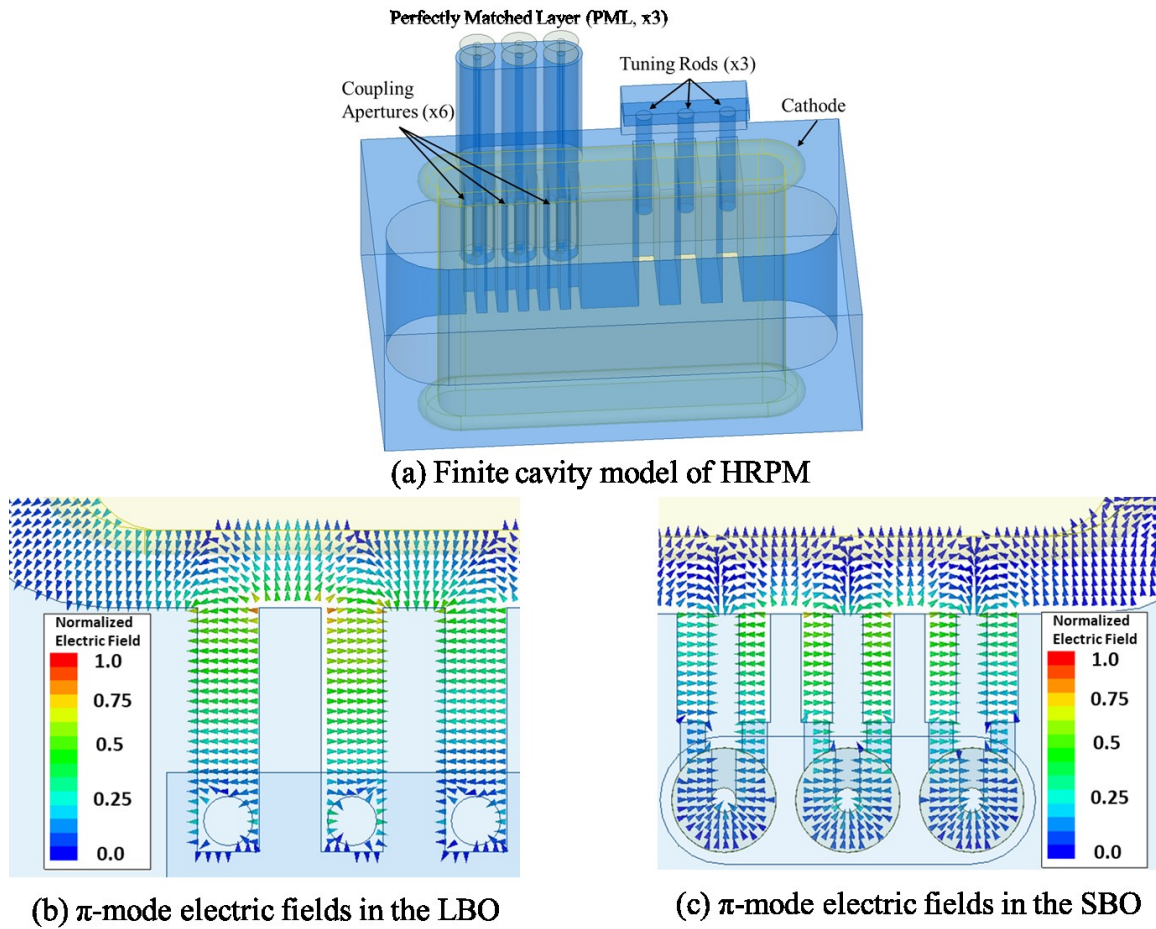 Perfectly Matched Layer (PML, x3)
Tuning Rods (x3)
Coupling
Apertures (x6)
Cathode
(a) Finite cavity model of HRPM
Normalized
Electric Field
1.0
0.75
0.5
0.25
0.0
Normalized
Electric Field
1.0
0.75
0.5
0.25
0.0
(b) π-mode electric fields in the LBO
(c) π-mode electric fields in the SBO